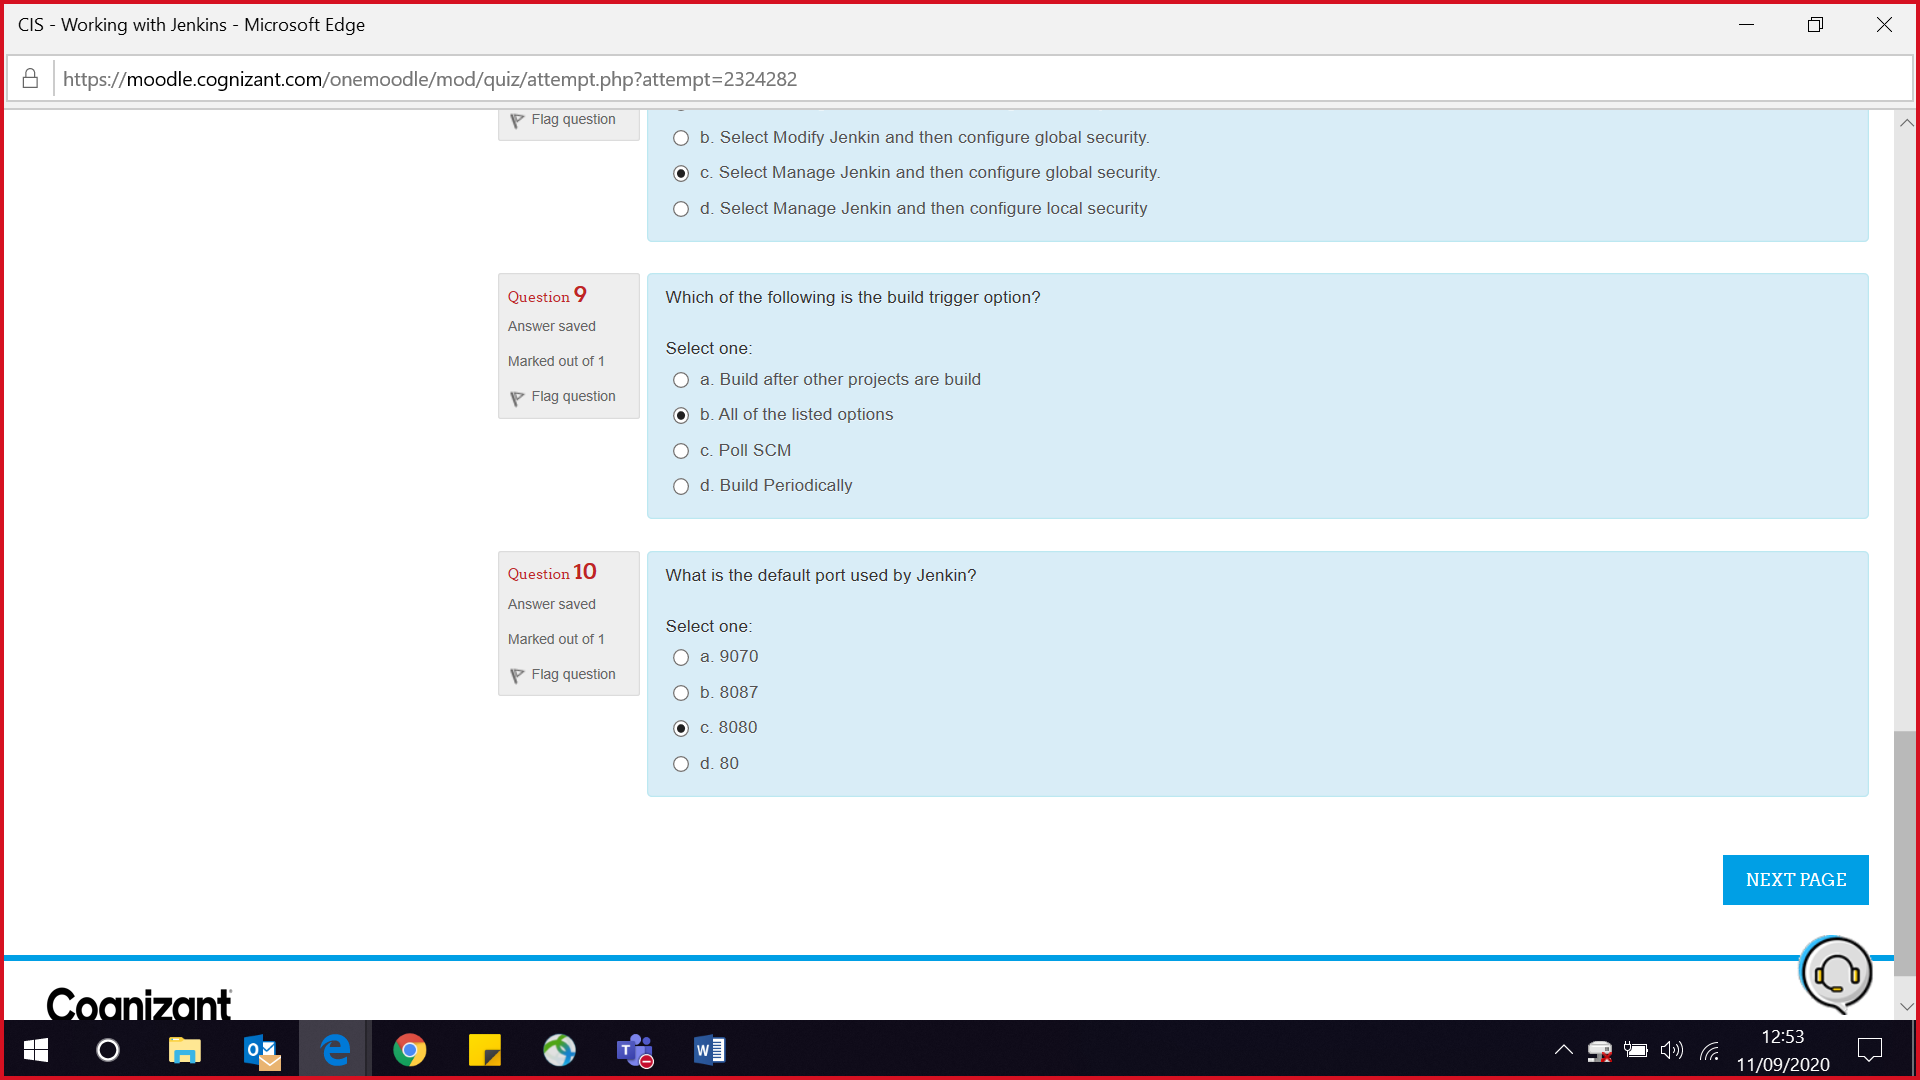 CIS - Working with Jenkins - Microsoft Edge
https://moodle.cognizant.com/onemoodle/mod/quiz/attempt.php?attempt=2324282
Flag question
b. Select Modify Jenkin and then configure global security.
c. Select Manage Jenkin and then configure global security.
d. Select Manage Jenkin and then configure local security
Question 9
Answer saved
Marked out of 1
Flag question
Which of the following is the build trigger option?
Select one:
a. Build after other projects are build
b. All of the listed options
c. Poll SCM
d. Build Periodically
Question 10
Answer saved
Marked out of 1
Flag question
What is the default port used by Jenkin?
Select one:
a. 9070
b. 8087
c. 8080
d. 80
NEXT PAGE
Cognizant
12:53
11/09/2020